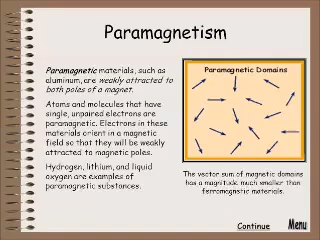 Paramagnetism
Paramagnetic materials, such as
aluminum, are weakly attracted to
both poles of a magnet.
Atoms and molecules that have
single, unpaired electrons are
paramagnetic. Electrons in these
materials orient in a magnetic
field so that they will be weakly
attracted to magnetic poles.
Hydrogen, lithium, and liquid
oxygen are examples of
paramagnetic substances.
Paramagnetic Domains
The vector sum of magnetic domains
has a magnitude much smaller than
ferromagnetic materials.
Continue
Menu